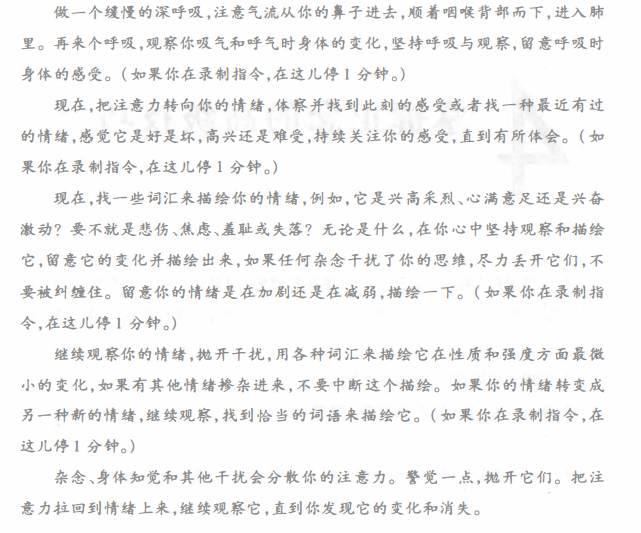 做一个缓慢的深呼吸,注意气流从你的鼻子进去,顺着咽喉背部而下,进入肺
里。再来个呼吸,观察你吸气和呼气时身体的变化,坚持呼吸与观察,留意呼吸时
身体的感受。(如果你在录制指令,在这儿停1分钟。)
现在,把注意力转向你的情绪,体察并找到此刻的感受或者找一种最近有过
的情绪,感觉它是好是坏,高兴还是难受,持续关注你的感受,直到有所体会。(如
果你在录制指令,在这儿停1分钟。)
现在,找一些词汇来描绘你的情绪,例如,它是兴高采烈、心满意足还是兴奋
激动?要不就是悲伤、焦虑、羞耻或失落?无论是什么,在你心中坚持观察和描绘
它,留意它的变化并描绘出来,如果任何杂念干扰了你的思维,尽力丢开它们,不
要被纠缠住。留意你的情绪是在加剧还是在减弱,描绘一下。(如果你在录制指
令,在这儿停1分钟。)
继续观察你的情绪,抛开干扰,用各种词汇来描绘它在性质和强度方面最微
小的变化,如果有其他情绪掺杂进来,不要中断这个描绘。如果你的情绪转变成
另一种新的情绪,继续观察,找到恰当的词语来描绘它。(如果你在录制指令,在
这儿停1分钟。)
杂念、身体知觉和其他干扰会分散你的注意力。警觉一点,抛开它们。把注
意力拉回到情绪上来,继续观察它,直到你发现它的变化和消失。